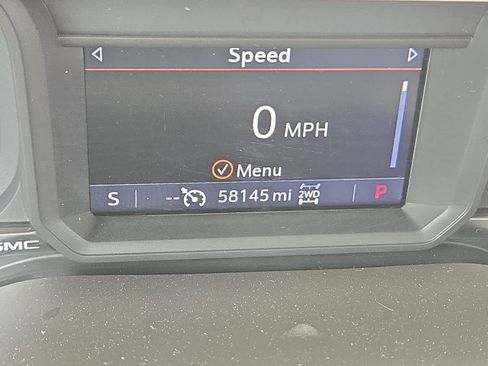 Speed
0 MPH
Menu
S -- 58145 mi 2WD P
GMC